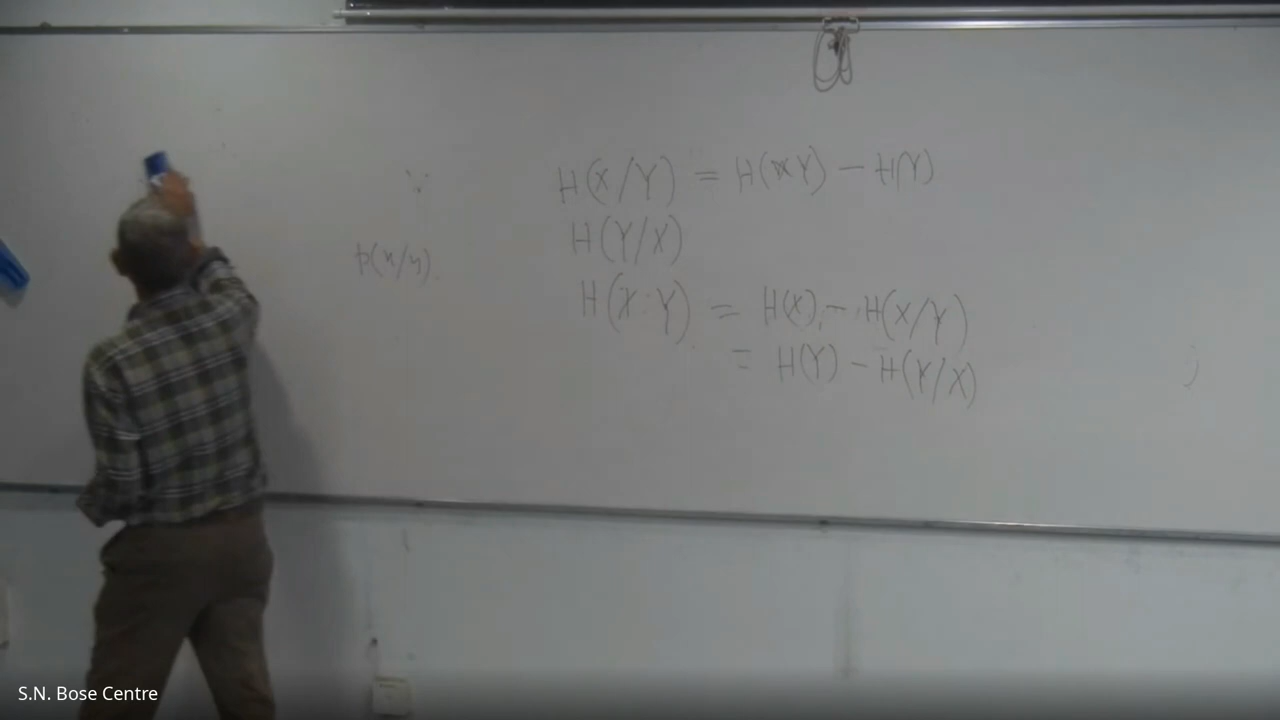 H(X/Y) = H(XY) - H(Y)
H(Y/X)
p(x/y)
H(X:Y) = H(X) - H(X/Y)
= H(Y) - H(Y/X)
S.N. Bose Centre